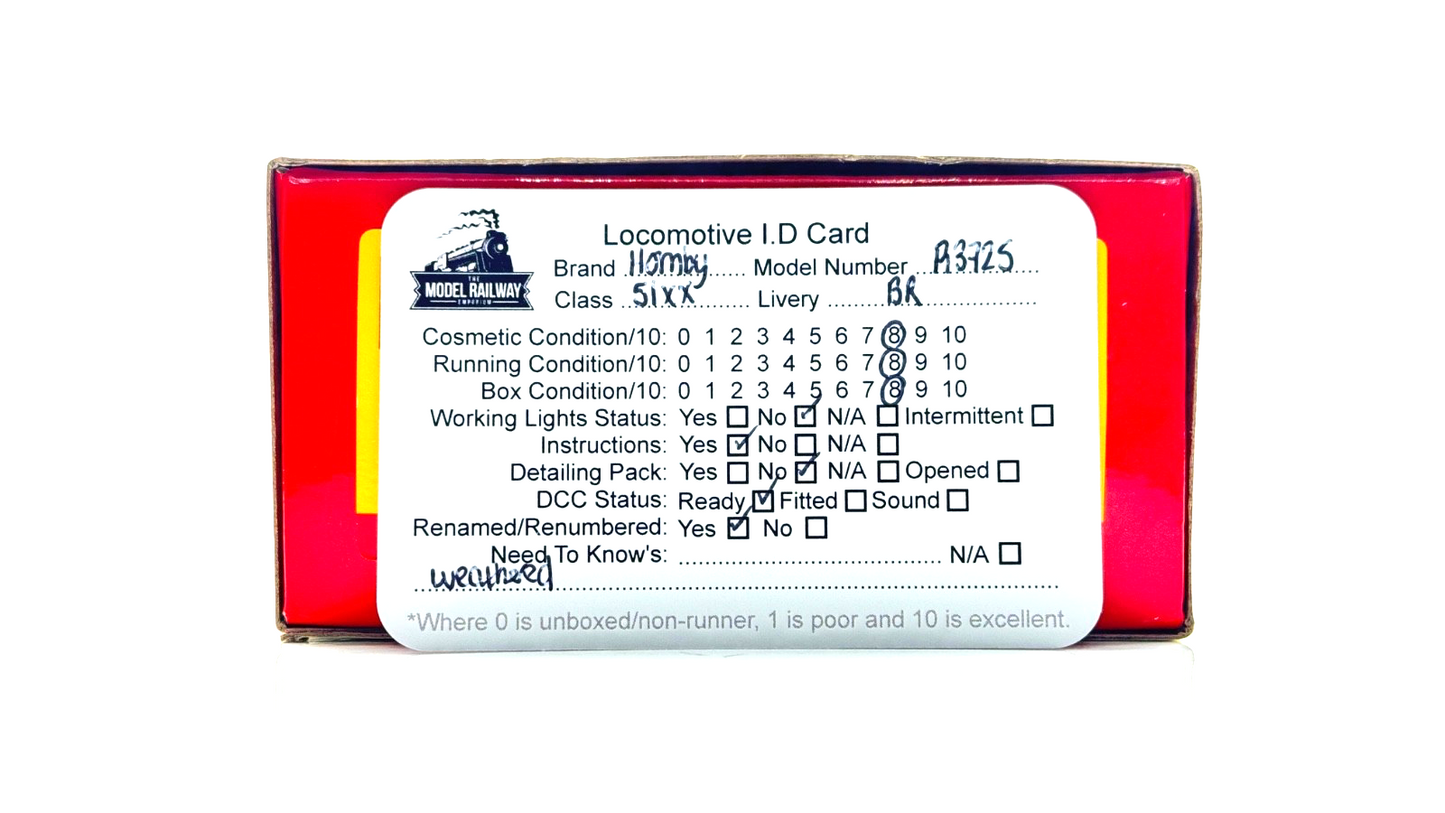 THE
MODEL RAILWAY
EMPORIUM
Locomotive I.D Card
Brand Hornby Model Number R3725
Class 51XX Livery BR
Cosmetic Condition/10: 0 1 2 3 4 5 6 7 8 9 10
Running Condition/10: 0 1 2 3 4 5 6 7 8 9 10
Box Condition/10: 0 1 2 3 4 5 6 7 8 9 10
Working Lights Status: Yes ☐ No ☑ N/A ☐ Intermittent ☐
Instructions: Yes ☑ No ☐ N/A ☐
Detailing Pack: Yes ☐ No ☑ N/A ☐ Opened ☐
DCC Status: Ready ☑ Fitted ☐ Sound ☐
Renamed/Renumbered: Yes ☑ No ☐
Need To Know's: N/A ☐
weathered
*Where 0 is unboxed/non-runner, 1 is poor and 10 is excellent.